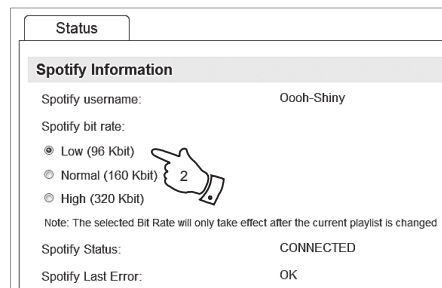 Status
Spotify Information
Spotify username: Oooh-Shiny
Spotify bit rate:
Low (96 Kbit)
Normal (160 Kbit) 2
High (320 Kbit)
Note: The selected Bit Rate will only take effect after the current playlist is changed
Spotify Status: CONNECTED
Spotify Last Error: OK